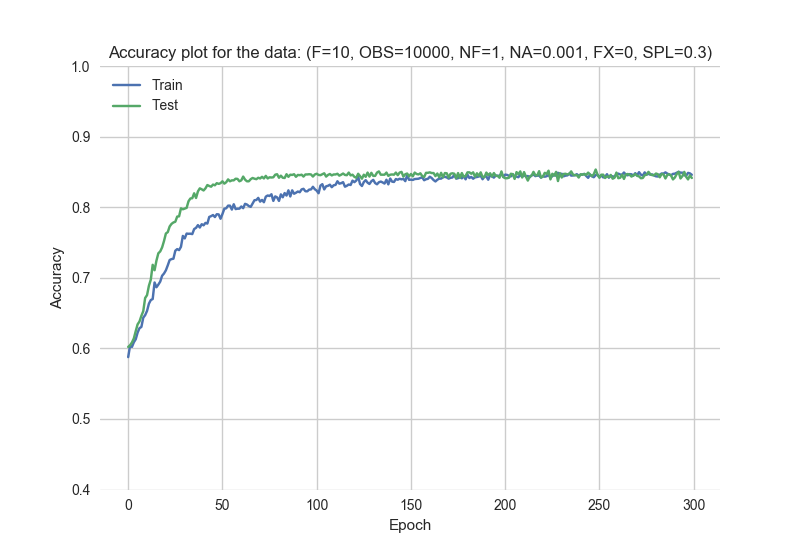 Accuracy plot for the data: (F=10, OBS=10000, NF=1, NA=0.001, FX=0, SPL=0.3)
1.0
Train
Test
0.9
0.8
0.7
Accuracy
0.6
0.5
0.4
0 50 100 150 200 250 300
Epoch